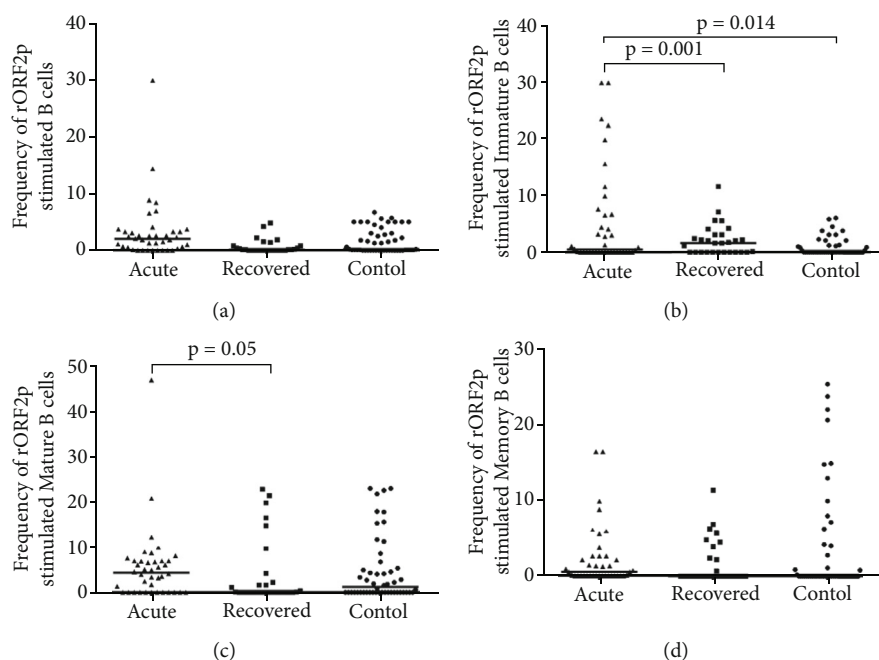 40
30
20
10
0
Frequency of rORF2p
stimulated B cells
Acute Recovered Contol
(a)
p = 0.014
p = 0.001
40
30
20
10
0
Frequency of rORF2p
stimulated Immature B cells
Acute Recovered Contol
(b)
p = 0.05
50
40
30
20
10
0
Frequency of rORF2p
stimulated Mature B cells
Acute Recovered Contol
(c)
30
20
10
0
Frequency of rORF2p
stimulated Memory B cells
Acute Recovered Contol
(d)